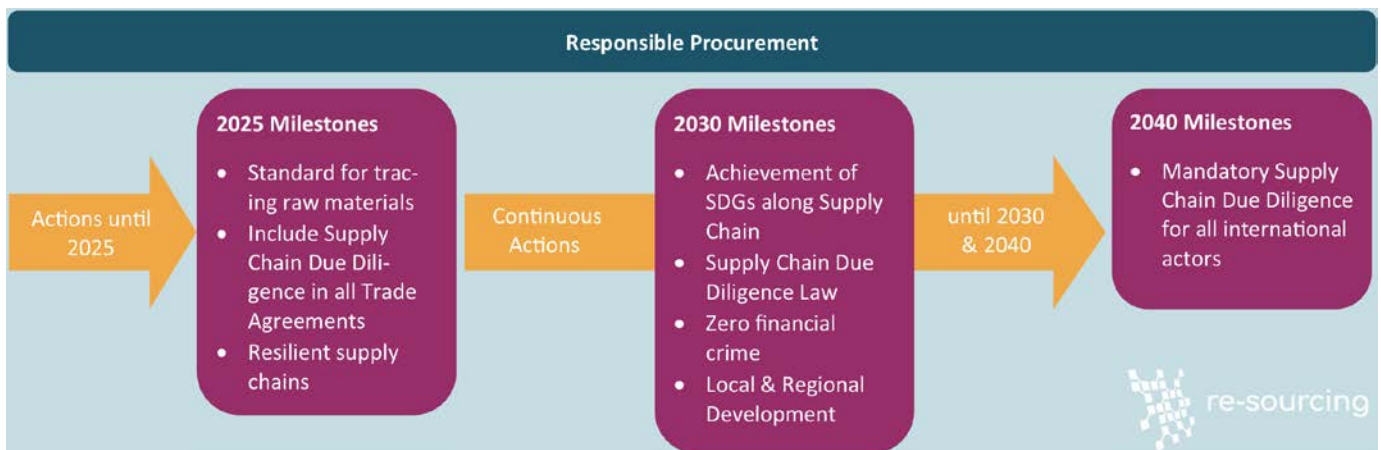 Responsible Procurement
Actions until
2025
2025 Milestones
• Standard for trac-
ing raw materials
• Include Supply
Chain Due Dili-
gence in all Trade
Agreements
• Resilient supply
chains
Continuous
Actions
2030 Milestones
• Achievement of
SDGs along Supply
Chain
• Supply Chain Due
Diligence Law
• Zero financial
crime
• Local & Regional
Development
until 2030
& 2040
2040 Milestones
• Mandatory Supply
Chain Due Diligence
for all international
actors
re-sourcing